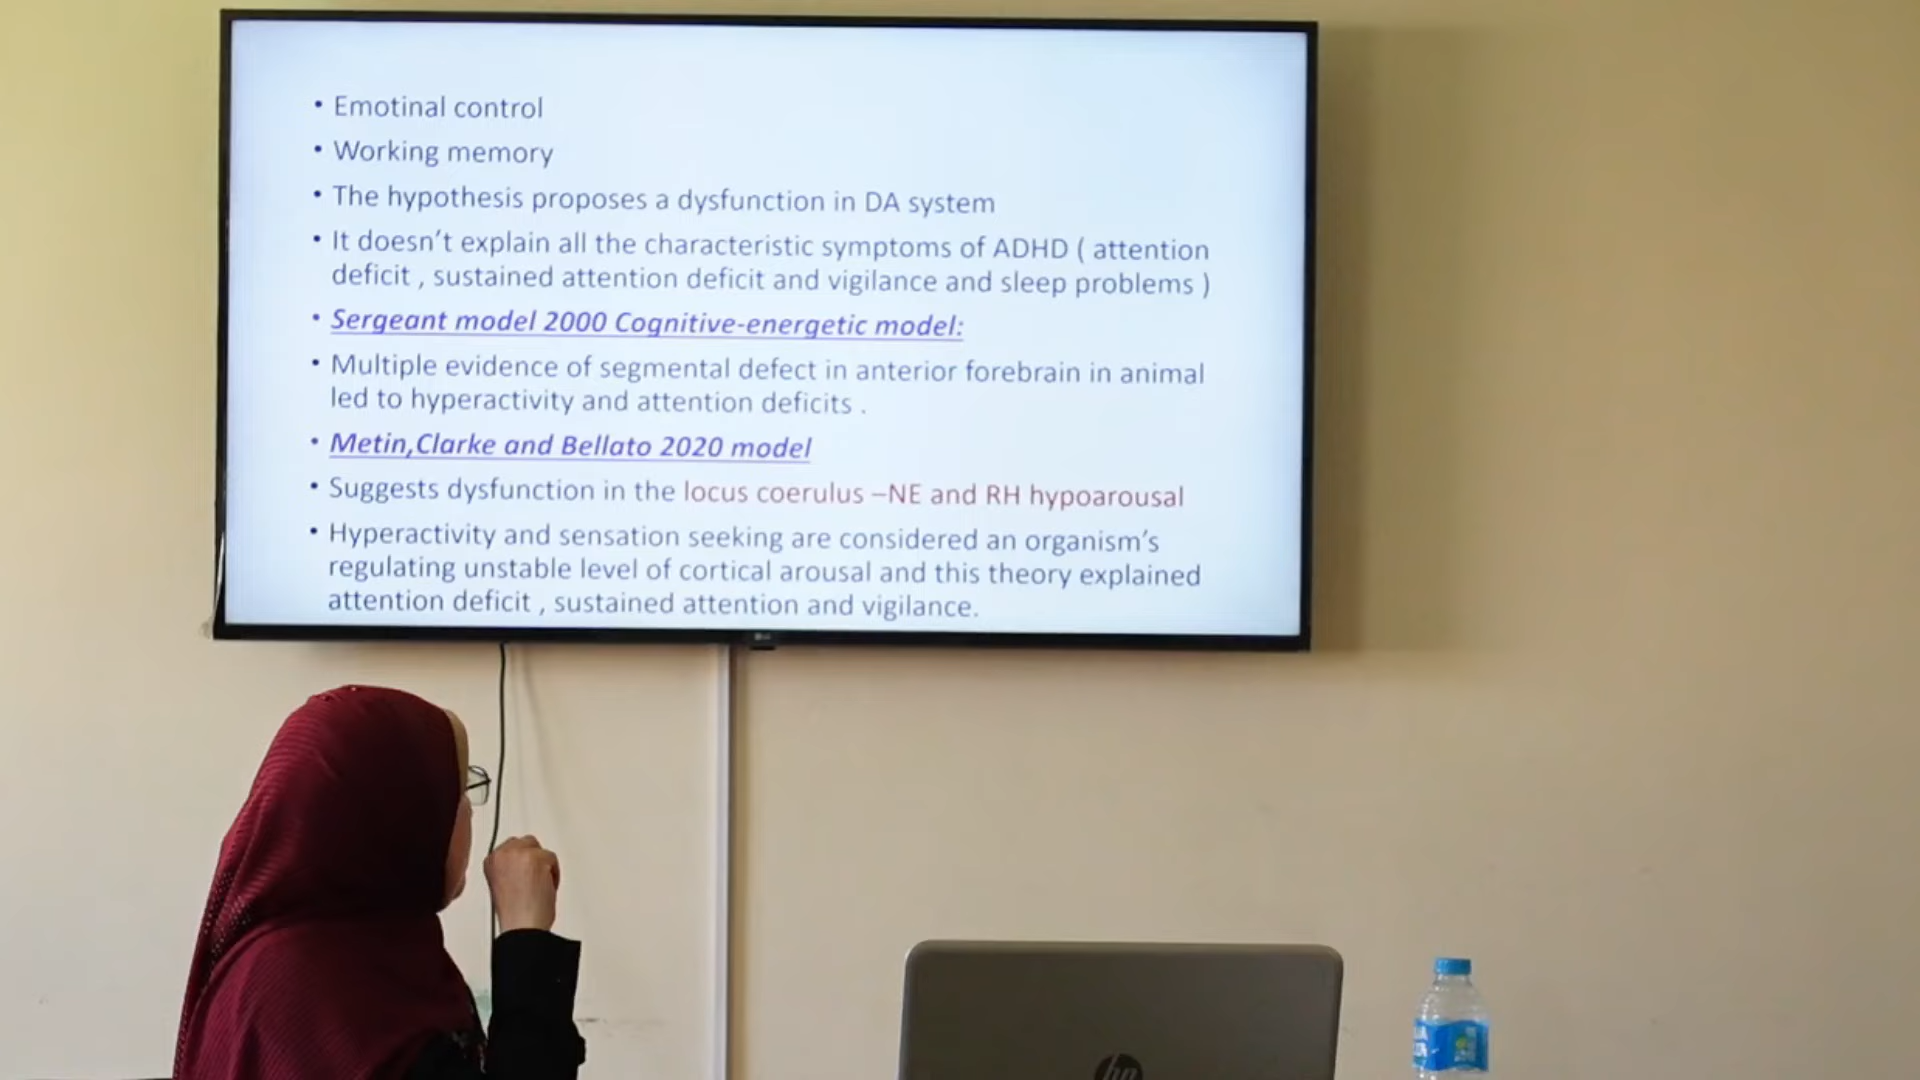 • Emotinal control
• Working memory
• The hypothesis proposes a dysfunction in DA system
• It doesn't explain all the characteristic symptoms of ADHD ( attention
deficit , sustained attention deficit and vigilance and sleep problems )
• Sergeant model 2000 Cognitive-energetic model:
• Multiple evidence of segmental defect in anterior forebrain in animal
led to hyperactivity and attention deficits .
• Metin,Clarke and Bellato 2020 model
• Suggests dysfunction in the locus coerulus –NE and RH hypoarousal
• Hyperactivity and sensation seeking are considered an organism's
regulating unstable level of cortical arousal and this theory explained
attention deficit , sustained attention and vigilance.
LG
hp